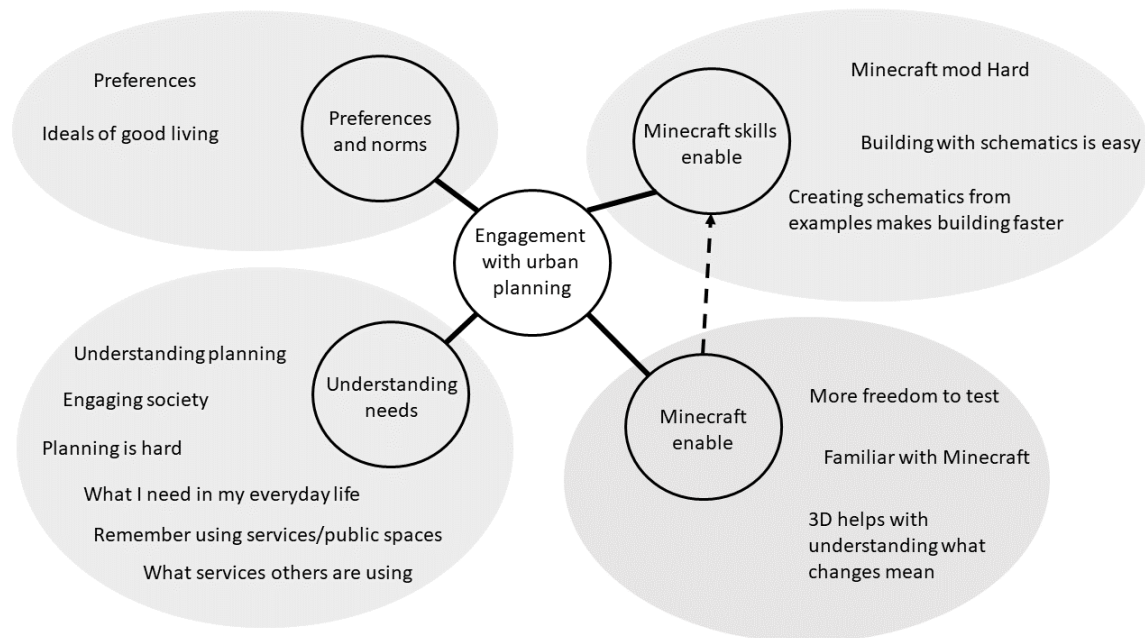 Preferences
Ideals of good living
Preferences
and norms
Minecraft skills
enable
Minecraft mod Hard
Building with schematics is easy
Creating schematics from
examples makes building faster
Engagement
with urban
planning
Understanding planning
Engaging society
Planning is hard
What I need in my everyday life
Remember using services/public spaces
What services others are using
Understanding
needs
Minecraft
enable
More freedom to test
Familiar with Minecraft
3D helps with
understanding what
changes mean